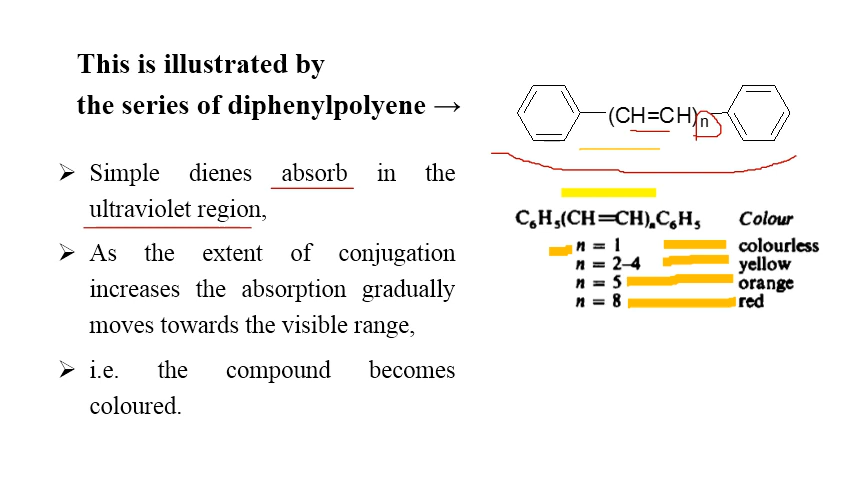 This is illustrated by
the series of diphenylpolyene →
(CH=CH)n
➢ Simple dienes absorb in the
ultraviolet region,
➢ As the extent of conjugation
increases the absorption gradually
moves towards the visible range,
➢ i.e. the compound becomes
coloured.
C₆H₅(CH=CH)ₙC₆H₅ Colour
n = 1 colourless
n = 2–4 yellow
n = 5 orange
n = 8 red